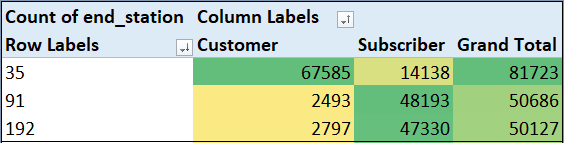 Count of end_station Column Labels
Row Labels Customer Subscriber Grand Total
35 67585 14138 81723
91 2493 48193 50686
192 2797 47330 50127